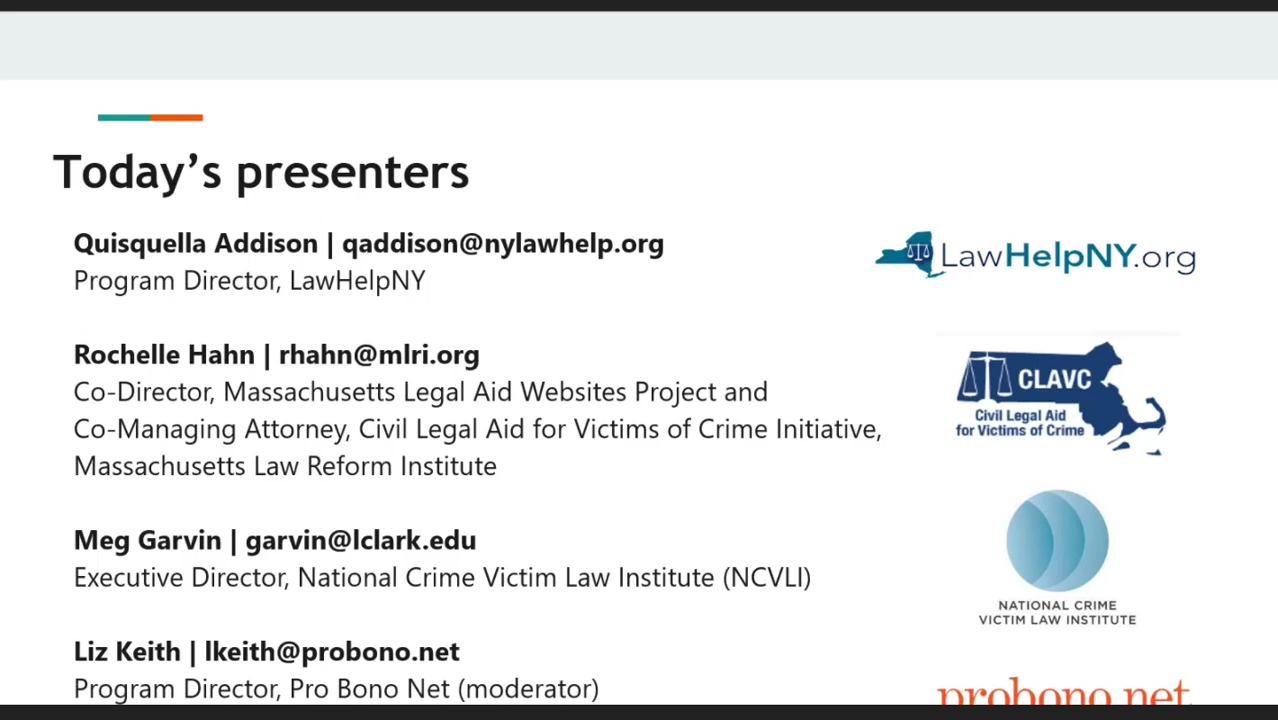 Today’s presenters
Quisquella Addison | qaddison@nylawhelp.org
Program Director, LawHelpNY
LawHelpNY.org
Rochelle Hahn | rhahn@mlri.org
Co-Director, Massachusetts Legal Aid Websites Project and
Co-Managing Attorney, Civil Legal Aid for Victims of Crime Initiative,
Massachusetts Law Reform Institute
CLAVC
Civil Legal Aid
for Victims of Crime
Meg Garvin | garvin@lclark.edu
Executive Director, National Crime Victim Law Institute (NCVLI)
NATIONAL CRIME
VICTIM LAW INSTITUTE
Liz Keith | lkeith@probono.net
Program Director, Pro Bono Net (moderator)
probono.net